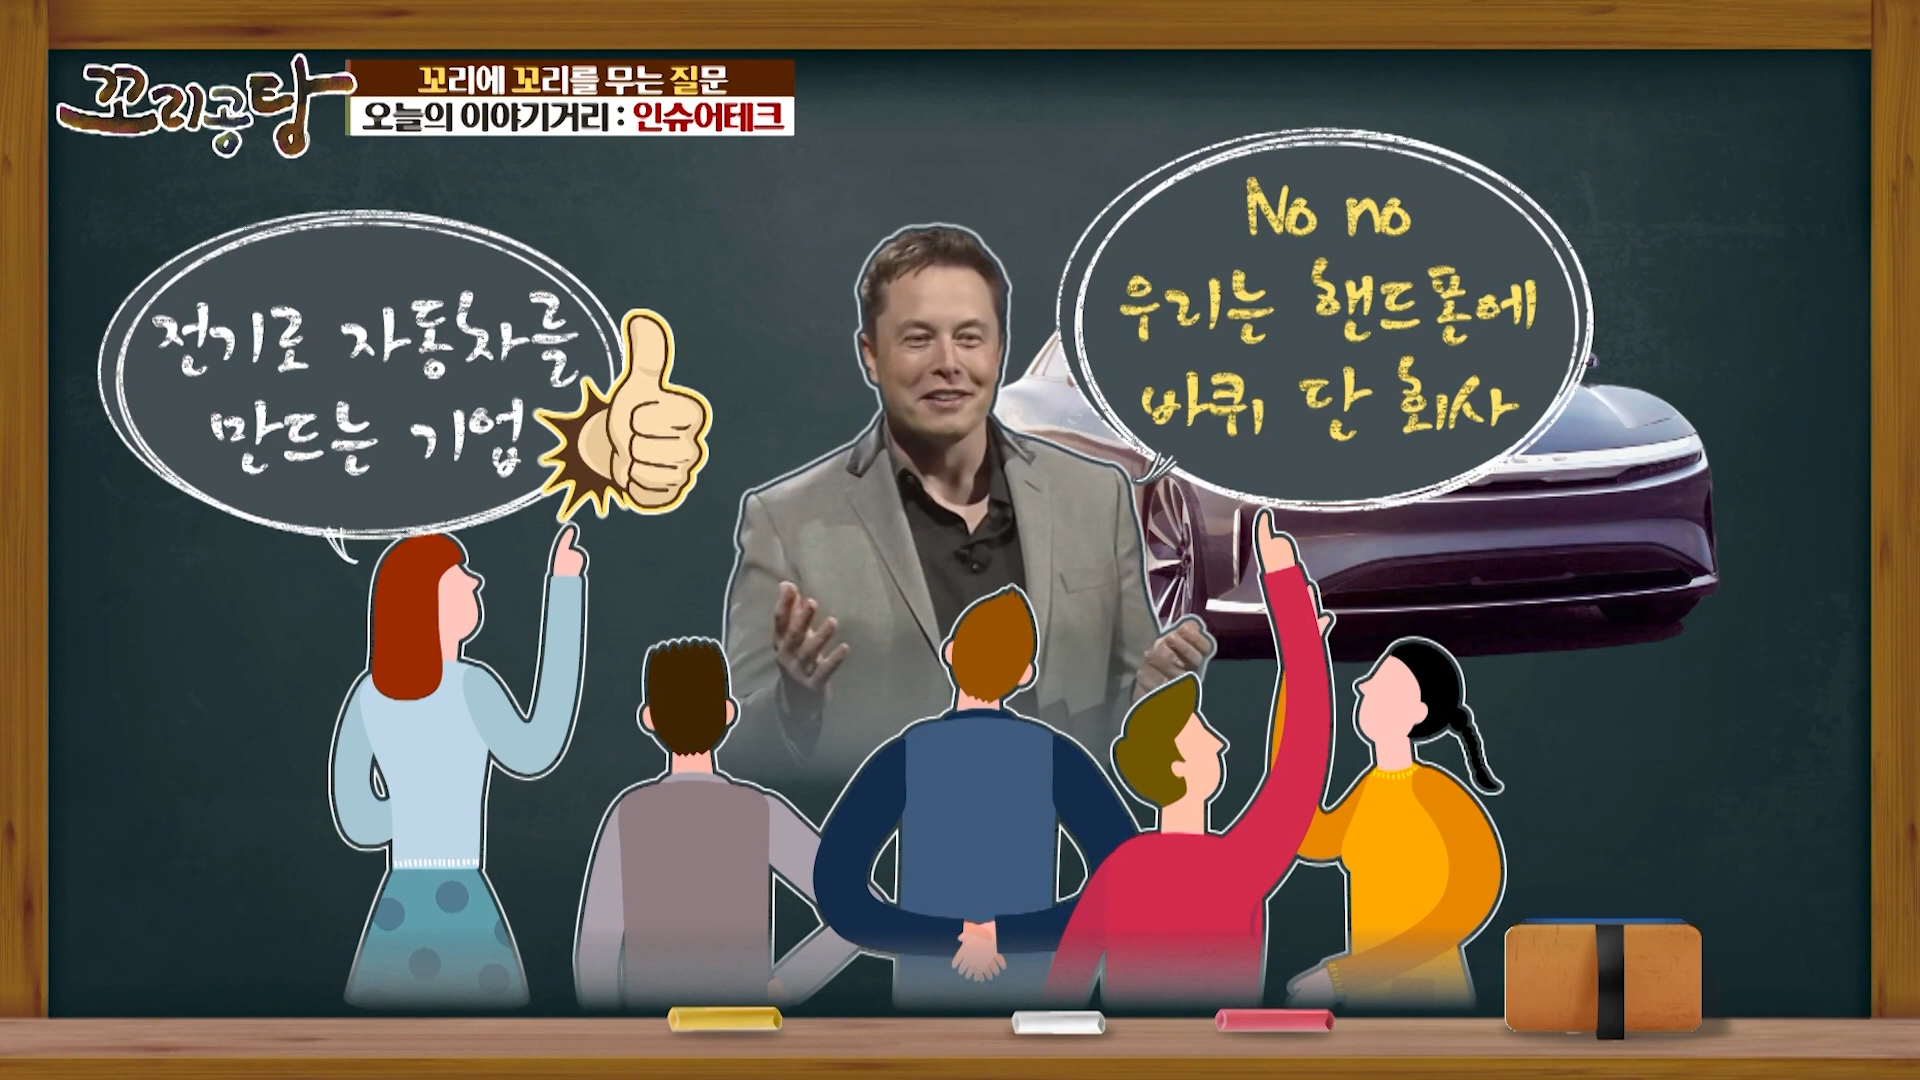 꼬리곰탕
꼬리에 꼬리를 무는 질문
오늘의 이야기거리 : 인슈어테크
전기로 자동차를
만드는 기업
No no
우리는 핸드폰에
바퀴 단 회사